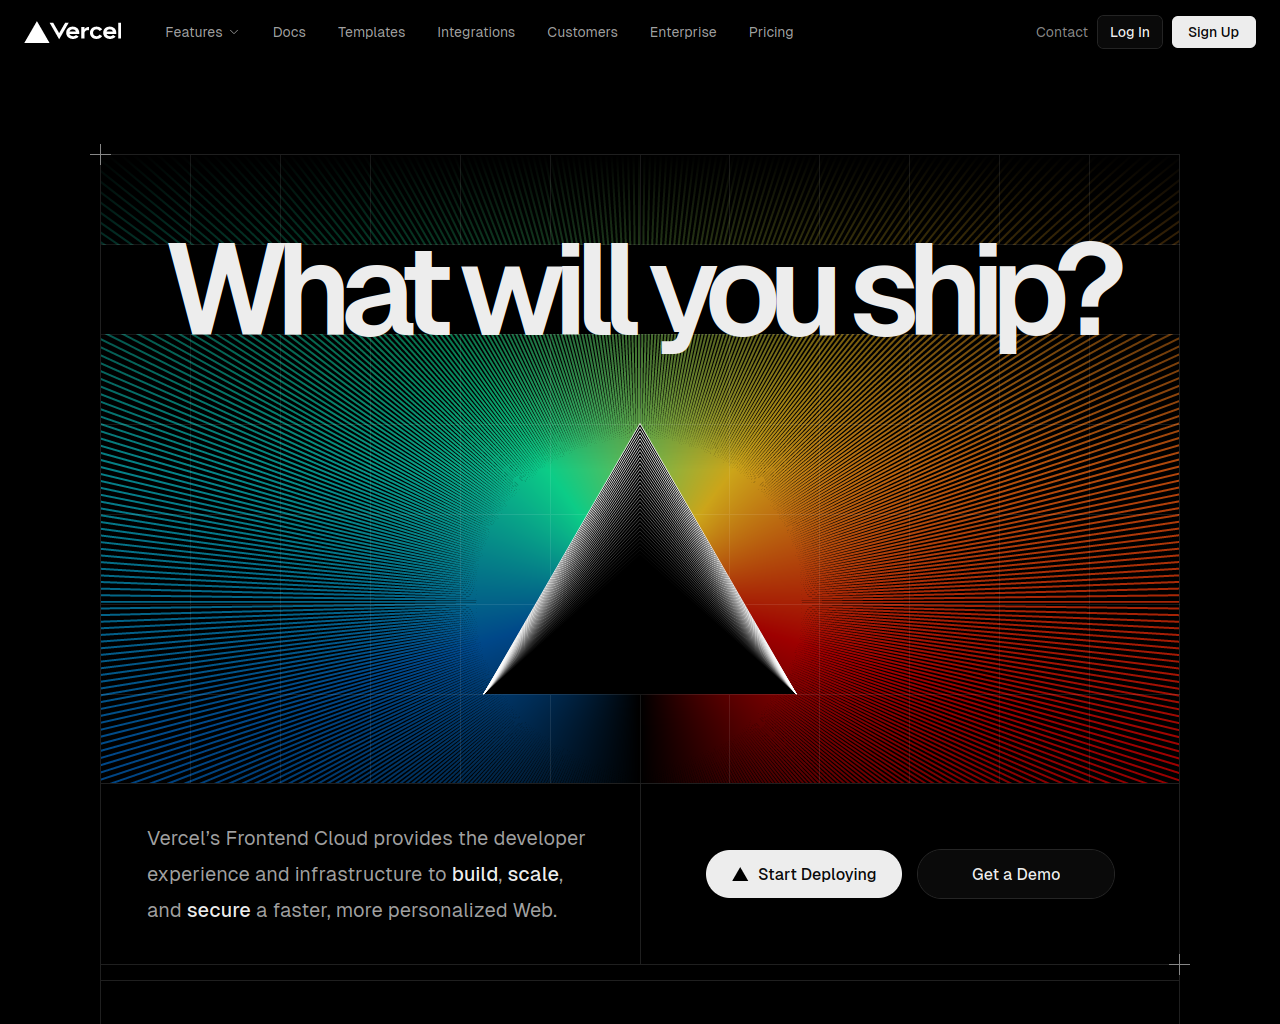 Vercel Features Docs Templates Integrations Customers Enterprise Pricing Contact Log In Sign Up
What will you ship?
Vercel’s Frontend Cloud provides the developer
experience and infrastructure to build, scale,
and secure a faster, more personalized Web.
Start Deploying Get a Demo